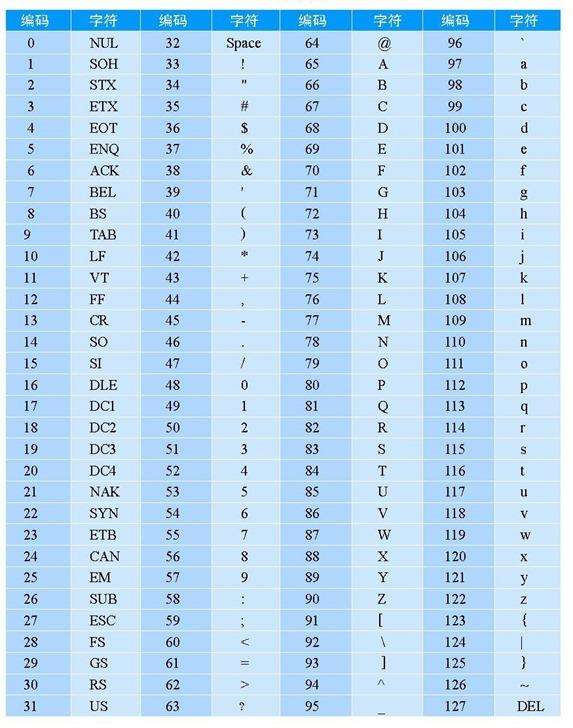 编码 字符 编码 字符 编码 字符 编码 字符
0 NUL 32 Space 64 @ 96 `
1 SOH 33 ! 65 A 97 a
2 STX 34 " 66 B 98 b
3 ETX 35 # 67 C 99 c
4 EOT 36 $ 68 D 100 d
5 ENQ 37 % 69 E 101 e
6 ACK 38 & 70 F 102 f
7 BEL 39 ' 71 G 103 g
8 BS 40 ( 72 H 104 h
9 TAB 41 ) 73 I 105 i
10 LF 42 * 74 J 106 j
11 VT 43 + 75 K 107 k
12 FF 44 , 76 L 108 l
13 CR 45 - 77 M 109 m
14 SO 46 . 78 N 110 n
15 SI 47 / 79 O 111 o
16 DLE 48 0 80 P 112 p
17 DC1 49 1 81 Q 113 q
18 DC2 50 2 82 R 114 r
19 DC3 51 3 83 S 115 s
20 DC4 52 4 84 T 116 t
21 NAK 53 5 85 U 117 u
22 SYN 54 6 86 V 118 v
23 ETB 55 7 87 W 119 w
24 CAN 56 8 88 X 120 x
25 EM 57 9 89 Y 121 y
26 SUB 58 : 90 Z 122 z
27 ESC 59 ; 91 [ 123 {
28 FS 60 < 92 \ 124 |
29 GS 61 = 93 ] 125 }
30 RS 62 > 94 ^ 126 ~
31 US 63 ? 95 _ 127 DEL